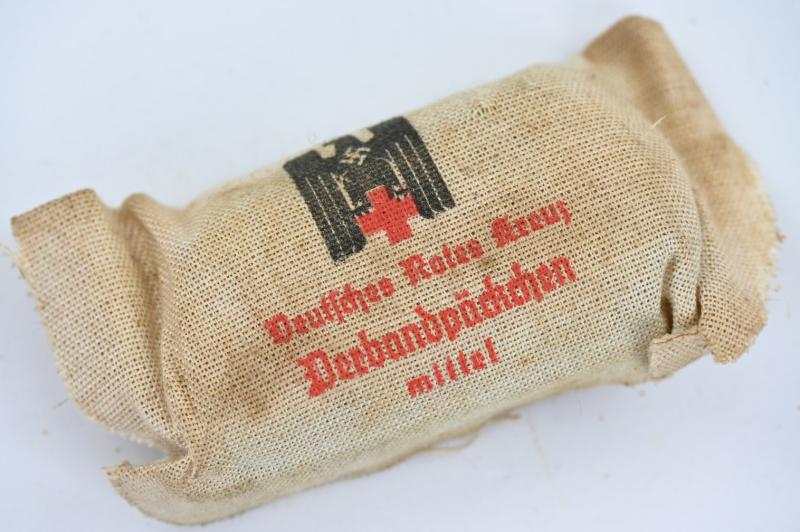 Deutsches Rotes Kreuz
Verbandpäckchen
mittel